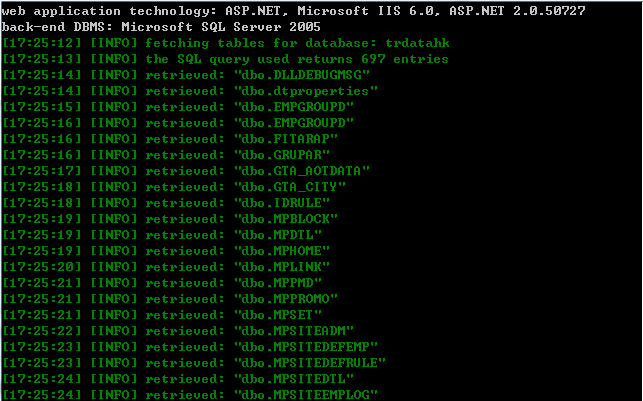 web application technology: ASP.NET, Microsoft IIS 6.0, ASP.NET 2.0.50727
back-end DBMS: Microsoft SQL Server 2005
[17:25:12] [INFO] fetching tables for database: trdatahk
[17:25:13] [INFO] the SQL query used returns 697 entries
[17:25:14] [INFO] retrieved: "dbo.DLLDEBUGMSG"
[17:25:14] [INFO] retrieved: "dbo.dtproperties"
[17:25:15] [INFO] retrieved: "dbo.EMPGROUPD"
[17:25:16] [INFO] retrieved: "dbo.EMPGROUPD"
[17:25:16] [INFO] retrieved: "dbo.FITARAP"
[17:25:16] [INFO] retrieved: "dbo.GRUPAR"
[17:25:17] [INFO] retrieved: "dbo.GTA_AOTDATA"
[17:25:18] [INFO] retrieved: "dbo.GTA_CITY"
[17:25:18] [INFO] retrieved: "dbo.IDRULE"
[17:25:19] [INFO] retrieved: "dbo.MPBLOCK"
[17:25:19] [INFO] retrieved: "dbo.MPDTL"
[17:25:19] [INFO] retrieved: "dbo.MPHOME"
[17:25:20] [INFO] retrieved: "dbo.MPLINK"
[17:25:21] [INFO] retrieved: "dbo.MPPMD"
[17:25:21] [INFO] retrieved: "dbo.MPPROMO"
[17:25:21] [INFO] retrieved: "dbo.MPSET"
[17:25:22] [INFO] retrieved: "dbo.MPSITEADM"
[17:25:23] [INFO] retrieved: "dbo.MPSITEDEFEMP"
[17:25:23] [INFO] retrieved: "dbo.MPSITEDEFRULE"
[17:25:24] [INFO] retrieved: "dbo.MPSITEDTL"
[17:25:24] [INFO] retrieved: "dbo.MPSITEEMPLOG"